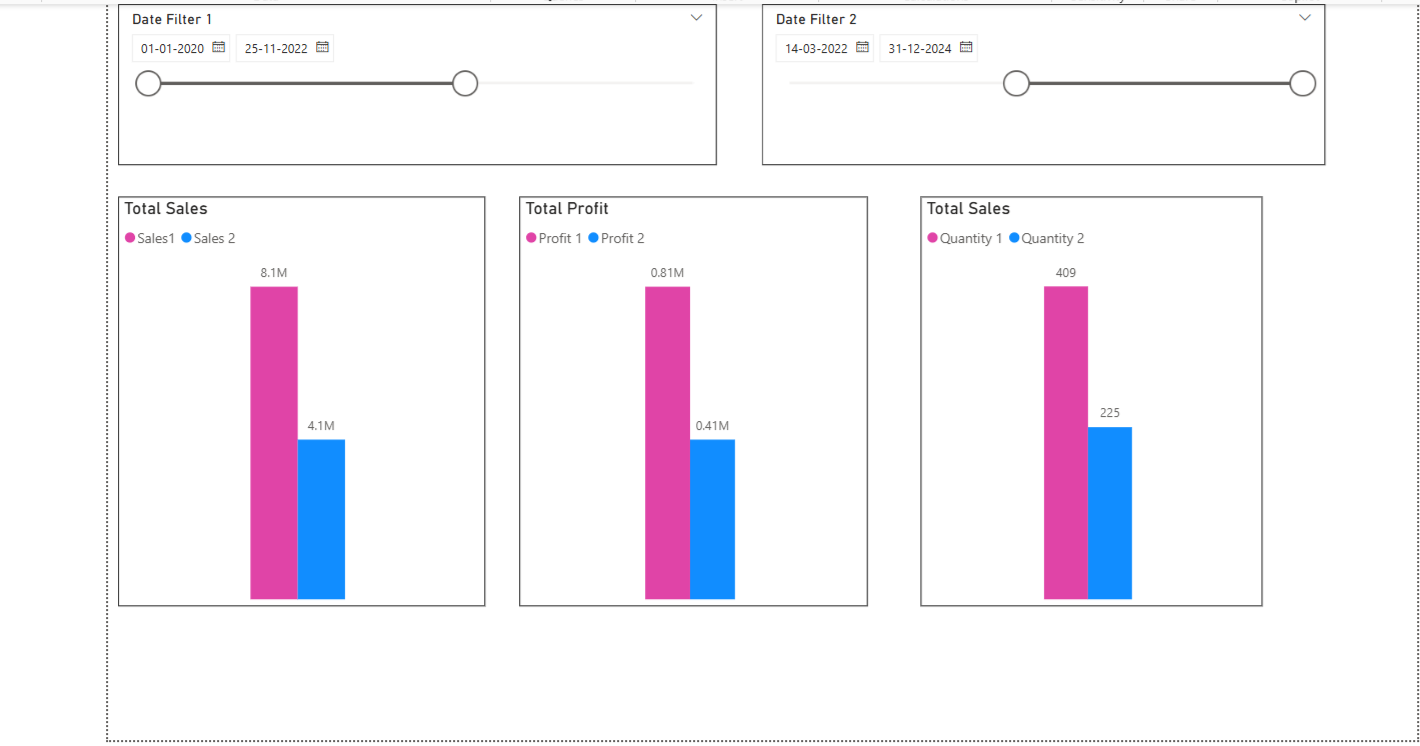 Date Filter 1
01-01-2020 25-11-2022
Date Filter 2
14-03-2022 31-12-2024
Total Sales
Sales1 Sales 2
8.1M
4.1M
Total Profit
Profit 1 Profit 2
0.81M
0.41M
Total Sales
Quantity 1 Quantity 2
409
225